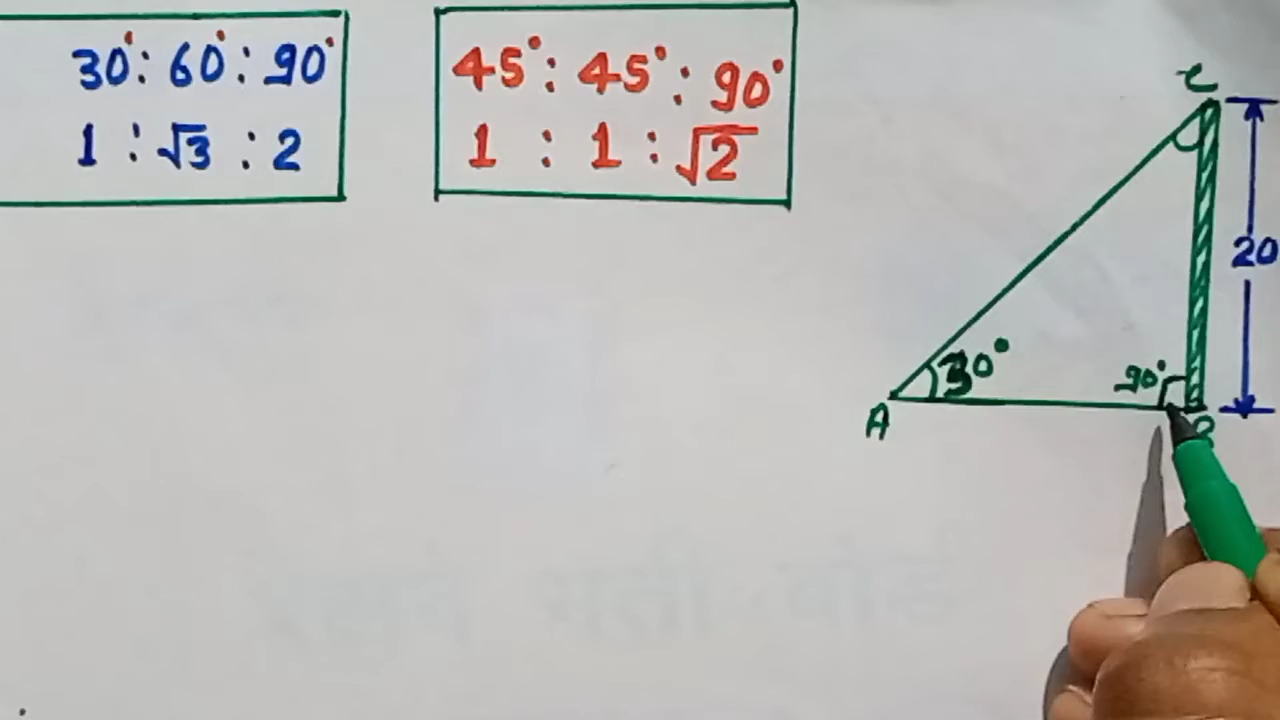 30° : 60° : 90°
1 : √3 : 2
45° : 45° : 90°
1 : 1 : √2
C
20
30°
90°
A